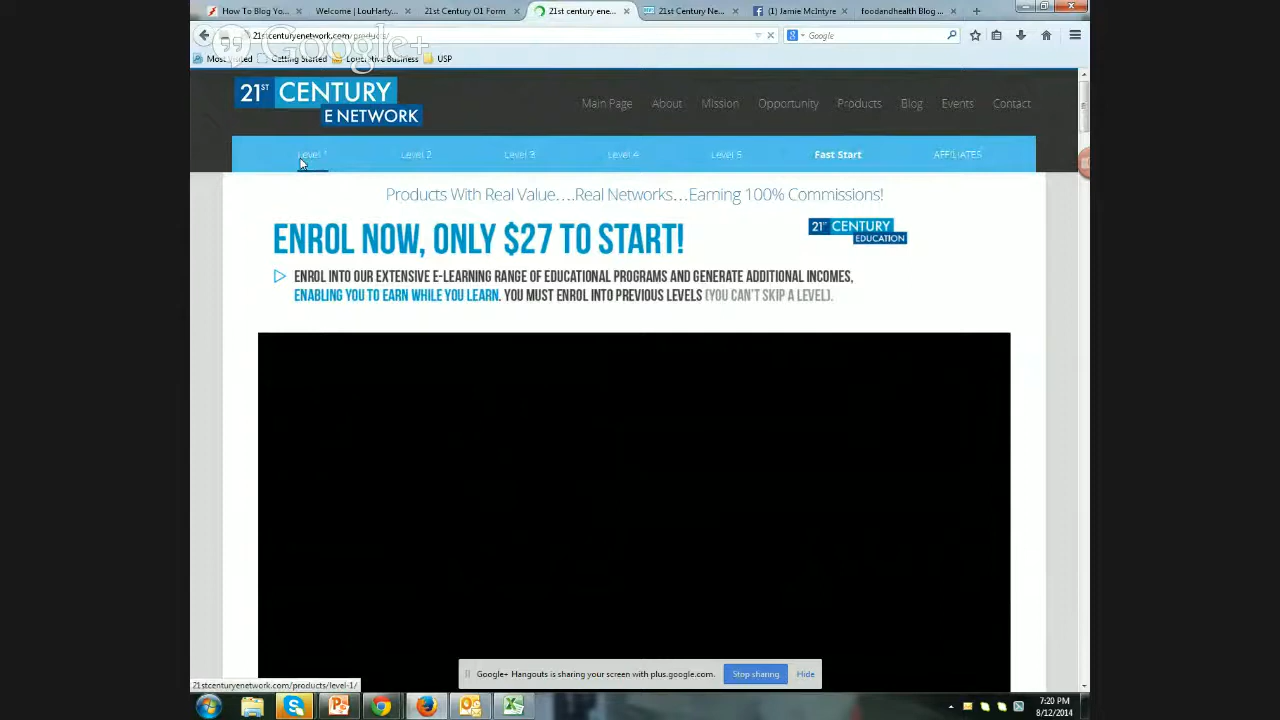 How To Blog Yo...
Welcome | LouHarty...
21st Century O1 Form
21st century ene...
21st Century Ne...
(1) Jamie McIntyre
foodandhealth Blog ...
21stcenturyenetwork.com/products/
Google
Google+
Most Visited
Getting Started
Loucrative Business
USP
21ST CENTURY
E NETWORK
Main Page
About
Mission
Opportunity
Products
Blog
Events
Contact
Level 1
Level 2
Level 3
Level 4
Level 5
Fast Start
AFFILIATES
Products With Real Value....Real Networks...Earning 100% Commissions!
ENROL NOW, ONLY $27 TO START!
21ST CENTURY
EDUCATION
ENROL INTO OUR EXTENSIVE E-LEARNING RANGE OF EDUCATIONAL PROGRAMS AND GENERATE ADDITIONAL INCOMES,
ENABLING YOU TO EARN WHILE YOU LEARN. YOU MUST ENROL INTO PREVIOUS LEVELS (YOU CAN'T SKIP A LEVEL).
Google+ Hangouts is sharing your screen with plus.google.com.
Stop sharing
Hide
21stcenturyenetwork.com/products/level-1/
7:20 PM
8/12/2014